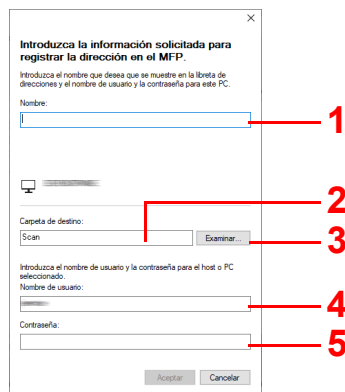 Introduzca la información solicitada para
registrar la dirección en el MFP.
Introduzca el nombre que desea que se muestre en la libreta de
direcciones y el nombre de usuario y la contraseña para este PC.
Nombre:
1
2
Carpeta de destino:
Scan
Examinar...
3
Introduzca el nombre de usuario y la contraseña para el host o PC
seleccionado.
Nombre de usuario:
4
Contraseña:
5
Aceptar
Cancelar